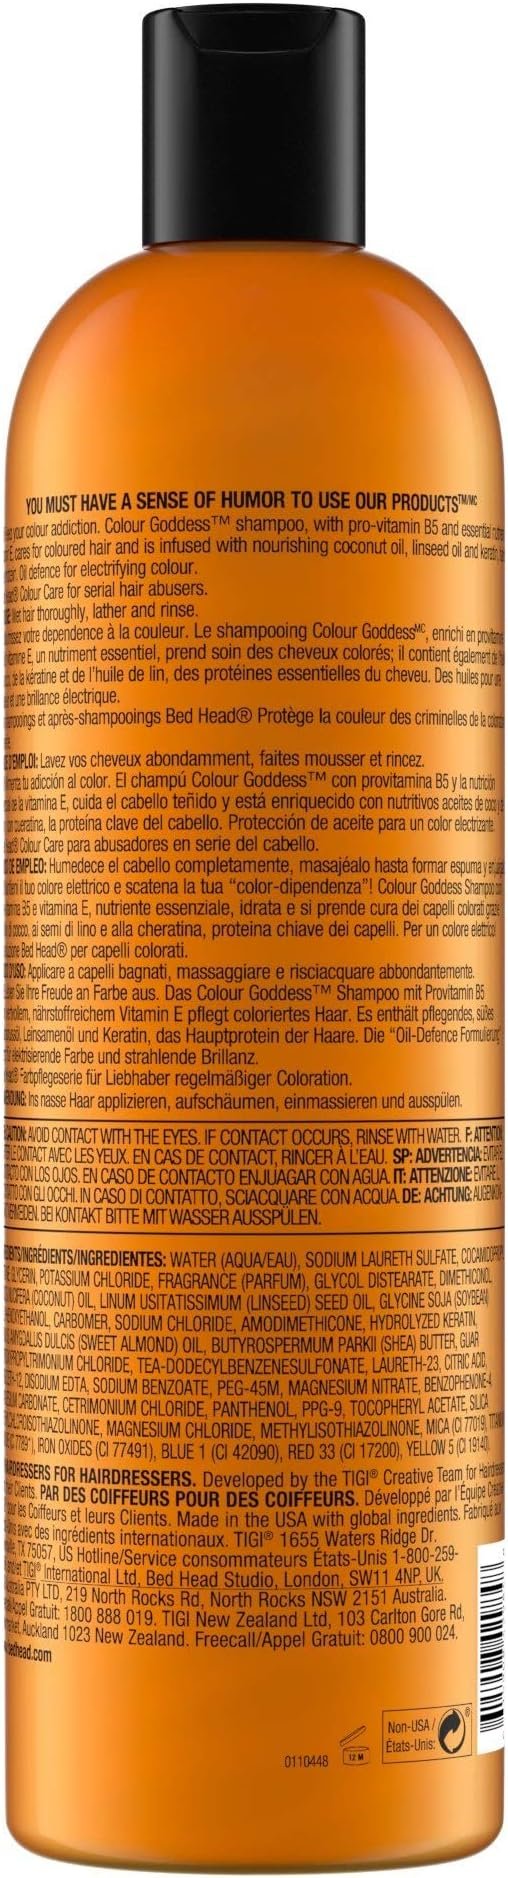 YOU MUST HAVE A SENSE OF HUMOR TO USE OUR PRODUCTS™/MC
your colour addiction. Colour Goddess™ shampoo, with pro-vitamin B5 and essential
E, cares for coloured hair and is infused with nourishing coconut oil, linseed oil and keratin,
Oil defence for electrifying colour.
Colour Care for serial hair abusers.
Wet hair thoroughly, lather and rinse.
votre dependence à la couleur. Le shampooing Colour Goddess MC, enrichi en
E, un nutriment essentiel, prend soin des cheveux colorés; il contient également de
de la kératine et de l'huile de lin, des protéines essentielles du cheveu. Des huiles pour une
et une brillance électrique.
et après-shampooings Bed Head® Protège la couleur des criminelles de la
D'EMPLOI: Lavez vos cheveux abondamment, faites mousser et rincez.
tu adicción al color. El champú Colour Goddess™ con provitamina B5 y la nutrición
de la vitamina E, cuida el cabello teñido y está enriquecido con nutritivos aceites de coco y
queratina, la proteína clave del cabello. Protección de aceite para un color electrizante.
Colour Care para abusadores en serie del cabello.
DE EMPLEO: Humedece el cabello completamente, masajéalo hasta formar espuma y
il tuo colore elettrico e scatena la tua “color-dipendenza”! Colour Goddess Shampoo
B5 e vitamina E, nutriente essenziale, idrata e si prende cura dei capelli colorati
di cocco, ai semi di lino e alla cheratina, proteina chiave dei capelli. Per un colore elettrico!
Bed Head® per capelli colorati.
D'USO: Applicare a capelli bagnati, massaggiare e risciacquare abbondantemente.
Sie Ihre Freude an Farbe aus. Das Colour Goddess™ Shampoo mit Provitamin B5
nährstoffreichem Vitamin E pflegt coloriertes Haar. Es enthält pflegendes, süßes
Leinsamenöl und Keratin, das Hauptprotein der Haare. Die "Oil-Defence Formulierung"
elektrisierende Farbe und strahlende Brillanz.
Farbpflegeserie für Liebhaber regelmäßiger Coloration.
Ins nasse Haar applizieren, aufschäumen, einmassieren und ausspülen.
CAUTION: AVOID CONTACT WITH THE EYES. IF CONTACT OCCURS, RINSE WITH WATER. F: ATTENTION
LE CONTACT AVEC LES YEUX. EN CAS DE CONTACT, RINCER À L'EAU. SP: ADVERTENCIA:
CON LOS OJOS. EN CASO DE CONTACTO ENJUAGAR CON AGUA. IT: ATTENZIONE:
CON GLI OCCHI. IN CASO DI CONTATTO, SCIACQUARE CON ACQUA. DE: ACHTUNG:
BEI KONTAKT BITTE MIT WASSER AUSSPÜLEN.
INGREDIENTS/INGRÉDIENTS/INGREDIENTES: WATER (AQUA/EAU), SODIUM LAURETH SULFATE,
GLYCERIN, POTASSIUM CHLORIDE, FRAGRANCE (PARFUM), GLYCOL DISTEARATE, DIMETHICONOL,
NUCIFERA (COCONUT) OIL, LINUM USITATISSIMUM (LINSEED) SEED OIL, GLYCINE SOJA (SOYBEAN)
CARBOMER, SODIUM CHLORIDE, AMODIMETHICONE, HYDROLYZED KERATIN,
AMYGDALUS DULCIS (SWEET ALMOND) OIL, BUTYROSPERMUM PARKII (SHEA) BUTTER, GUAR
CHLORIDE, TEA-DODECYLBENZENESULFONATE, LAURETH-23, CITRIC ACID,
DISODIUM EDTA, SODIUM BENZOATE, PEG-45M, MAGNESIUM NITRATE, BENZOPHENONE-4
CARBONATE, CETRIMONIUM CHLORIDE, PANTHENOL, PPG-9, TOCOPHERYL ACETATE, SILICA
MAGNESIUM CHLORIDE, METHYLISOTHIAZOLINONE, MICA (CI 77019),
77891), IRON OXIDES (CI 77491), BLUE 1 (CI 42090), RED 33 (CI 17200), YELLOW 5 (CI 19140).
HAIRDRESSERS FOR HAIRDRESSERS. Developed by the TIGI® Creative Team for Hairdressers
Clients. PAR DES COIFFEURS POUR DES COIFFEURS. Développé par l'Équipe
les Coiffeurs et leurs Clients. Made in the USA with global ingredients. Fabriqué aux
avec des ingrédients internationaux. TIGI® 1655 Waters Ridge Dr.
TX 75057, US Hotline/Service consommateurs États-Unis 1-800-259-
TIGI® International Ltd, Bed Head Studio, London, SW11 4NP, UK.
PTY LTD, 219 North Rocks Rd, North Rocks NSW 2151 Australia.
Gratuit: 1800 888 019. TIGI New Zealand Ltd, 103 Carlton Gore Rd,
Auckland 1023 New Zealand. Freecall/Appel Gratuit: 0800 900 024.
bedhead.com
0110448
12 M
Non-USA /
États-Unis: